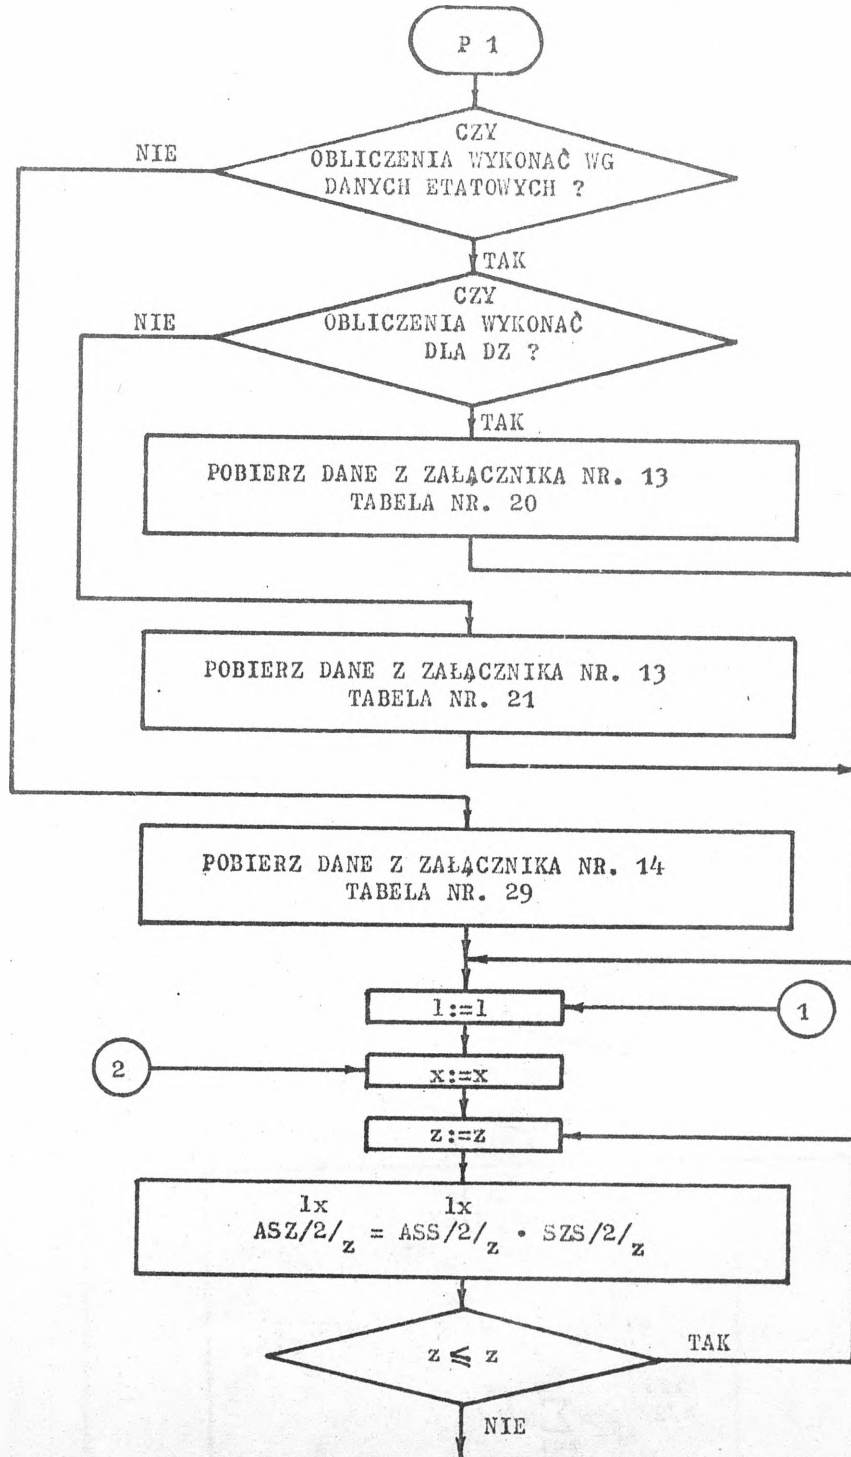 P 1
CZY
OBLICZENIA WYKONAĆ WG
DANYCH ETATOWYCH ?
NIE
TAK
CZY
OBLICZENIA WYKONAĆ
DLA DZ ?
NIE
TAK
POBIERZ DANE Z ZAŁĄCZNIKA NR. 13
TABELA NR. 20
POBIERZ DANE Z ZAŁĄCZNIKA NR. 13
TABELA NR. 21
POBIERZ DANE Z ZAŁĄCZNIKA NR. 14
TABELA NR. 29
l:=l
1
2
x:=x
z:=z
lx lx
ASZ/2/z = ASS/2/z · SZS/2/z
z ≤ z
TAK
NIE